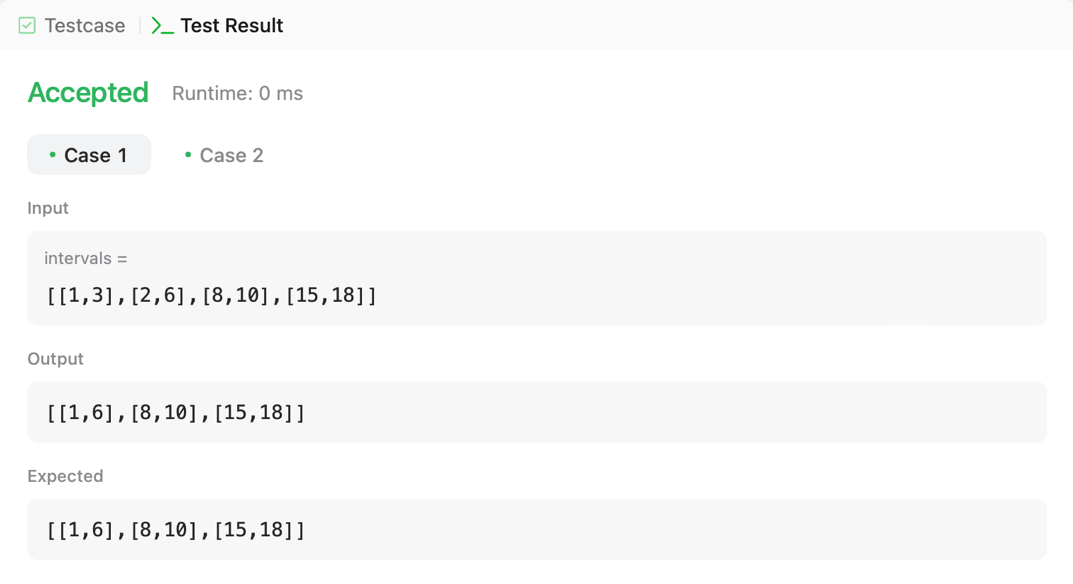 Testcase
Test Result
Accepted
Runtime: 0 ms
Case 1
Case 2
Input
intervals =
[[1,3],[2,6],[8,10],[15,18]]
Output
[[1,6],[8,10],[15,18]]
Expected
[[1,6],[8,10],[15,18]]